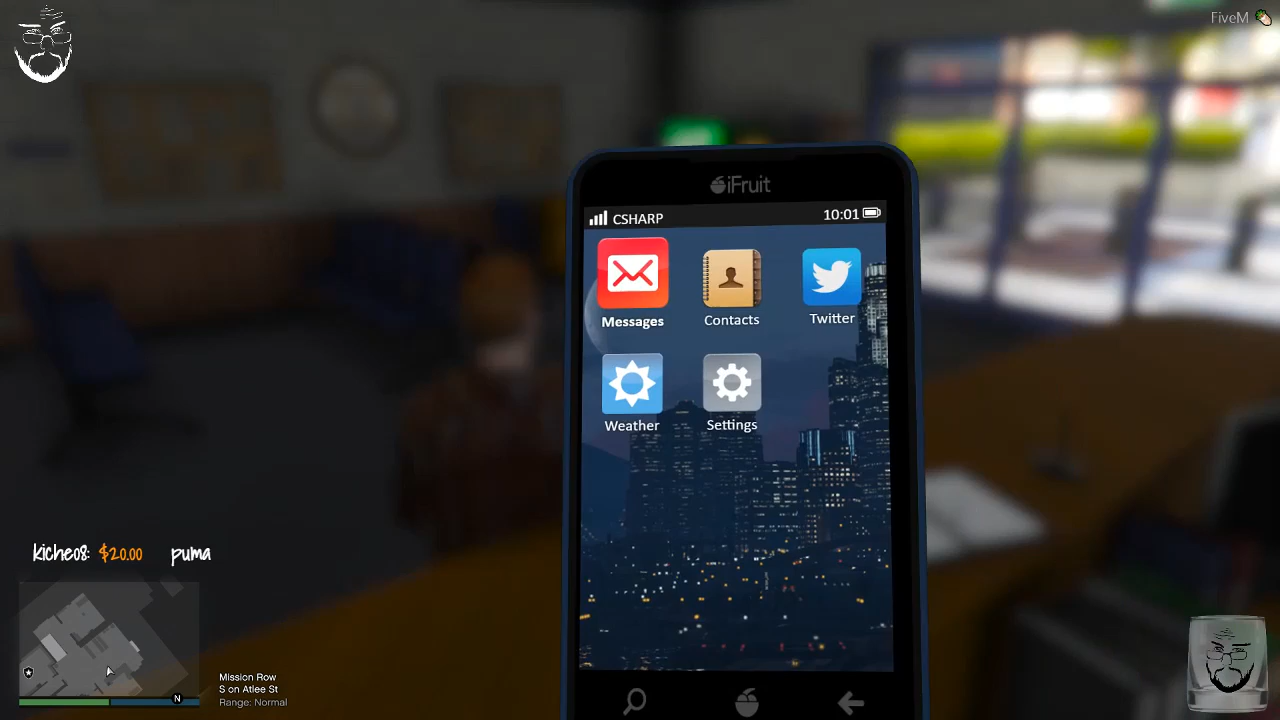 FiveM
iFruit
CSHARP 10:01
Messages Contacts Twitter
Weather Settings
kiche08: $20.00 puma
N
Mission Row
S on Atlee St
Range: Normal